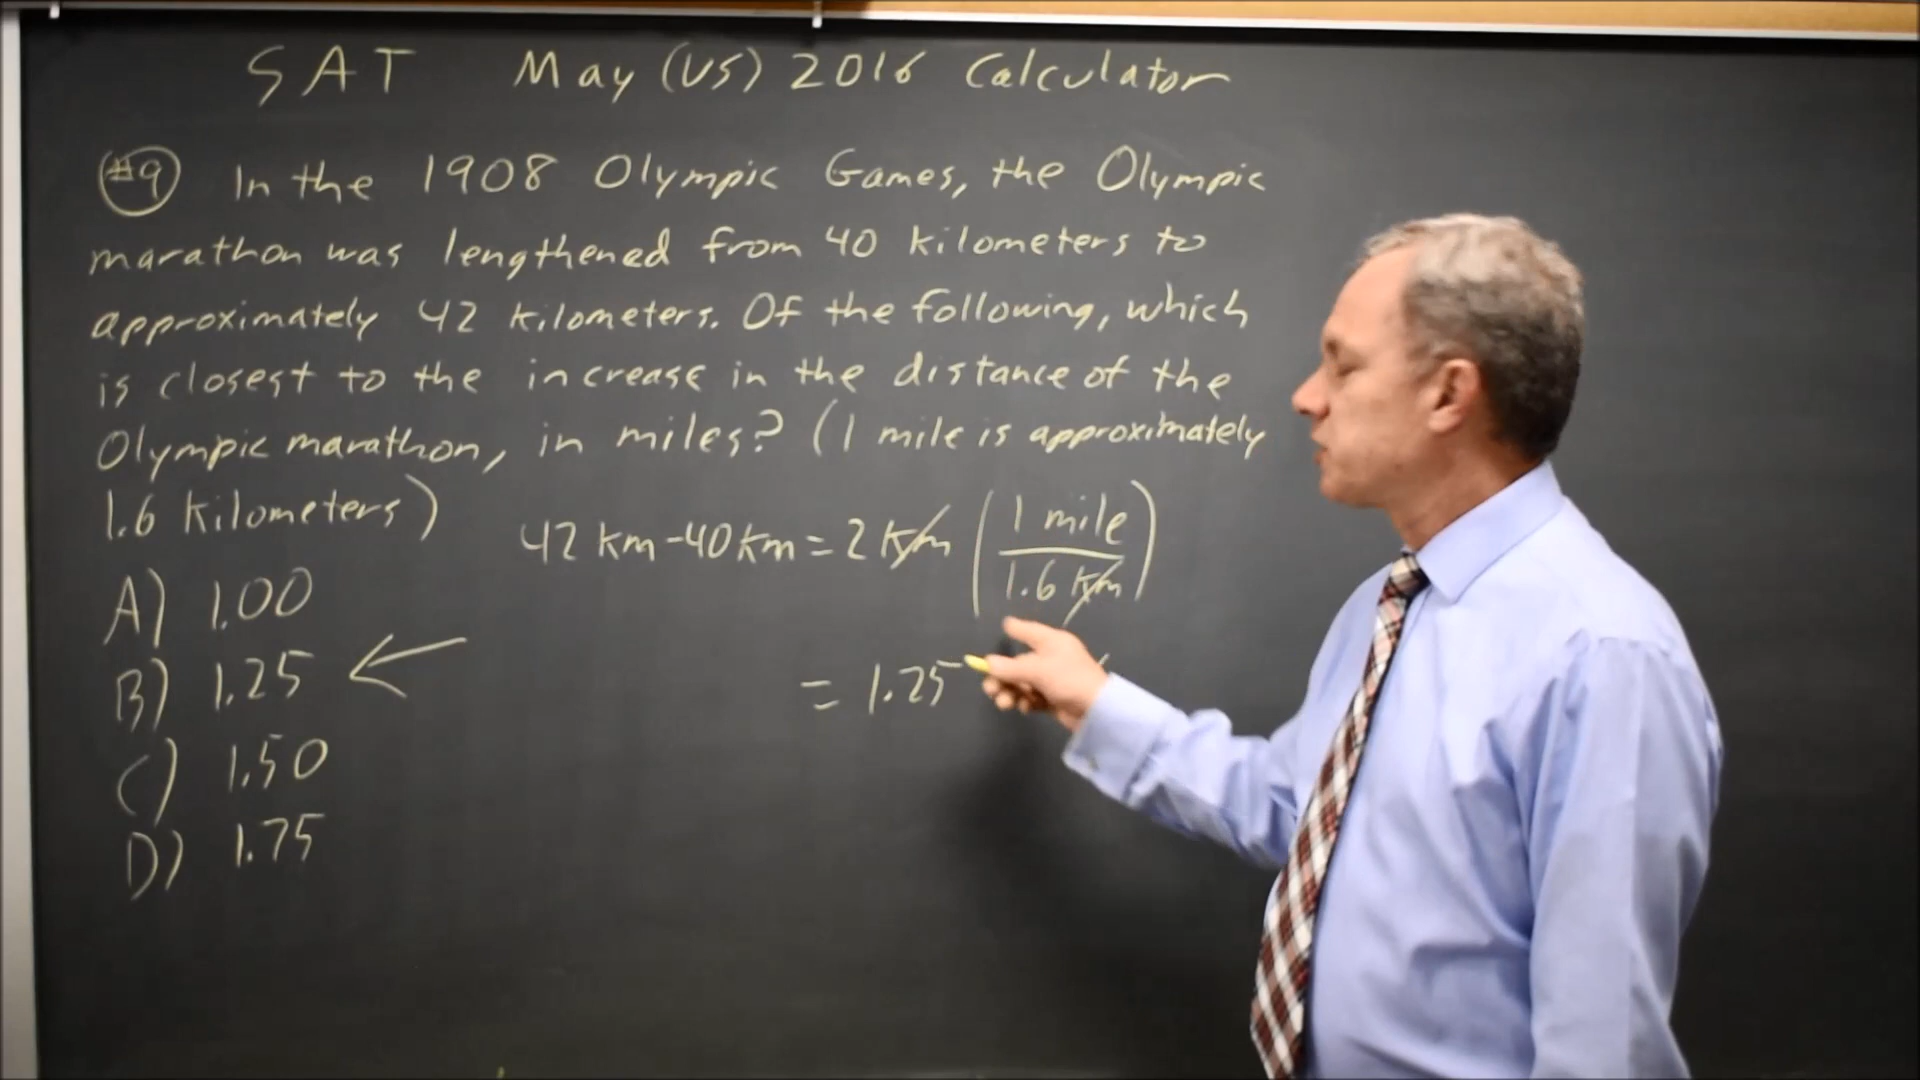 SAT May (US) 2016 Calculator
#9 In the 1908 Olympic Games, the Olympic
marathon was lengthened from 40 kilometers to
approximately 42 kilometers. Of the following, which
is closest to the increase in the distance of the
Olympic marathon, in miles? (1 mile is approximately
1.6 kilometers)
42 km - 40 km = 2 km (1 mile / 1.6 km)
= 1.25
A) 1.00
B) 1.25 ←
C) 1.50
D) 1.75